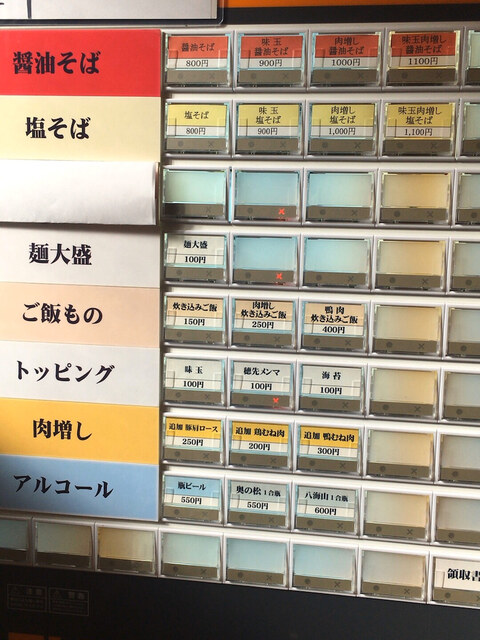 醤油そば
醤油そば
800円
味玉
醤油そば
900円
肉増し
醤油そば
1000円
味玉肉増し
醤油そば
1100円
塩そば
塩そば
800円
味玉
塩そば
900円
肉増し
塩そば
1,000円
味玉肉増し
塩そば
1,100円
麺大盛
麺大盛
100円
ご飯もの
炊き込みご飯
150円
肉増し
炊き込みご飯
250円
鴨肉
炊き込みご飯
400円
トッピング
味玉
100円
穂先メンマ
100円
海苔
100円
肉増し
追加 豚肩ロース
250円
追加 鶏むね肉
200円
追加 鴨むね肉
300円
アルコール
瓶ビール
550円
奥の松 1合瓶
550円
八海山 1合瓶
600円
領収書